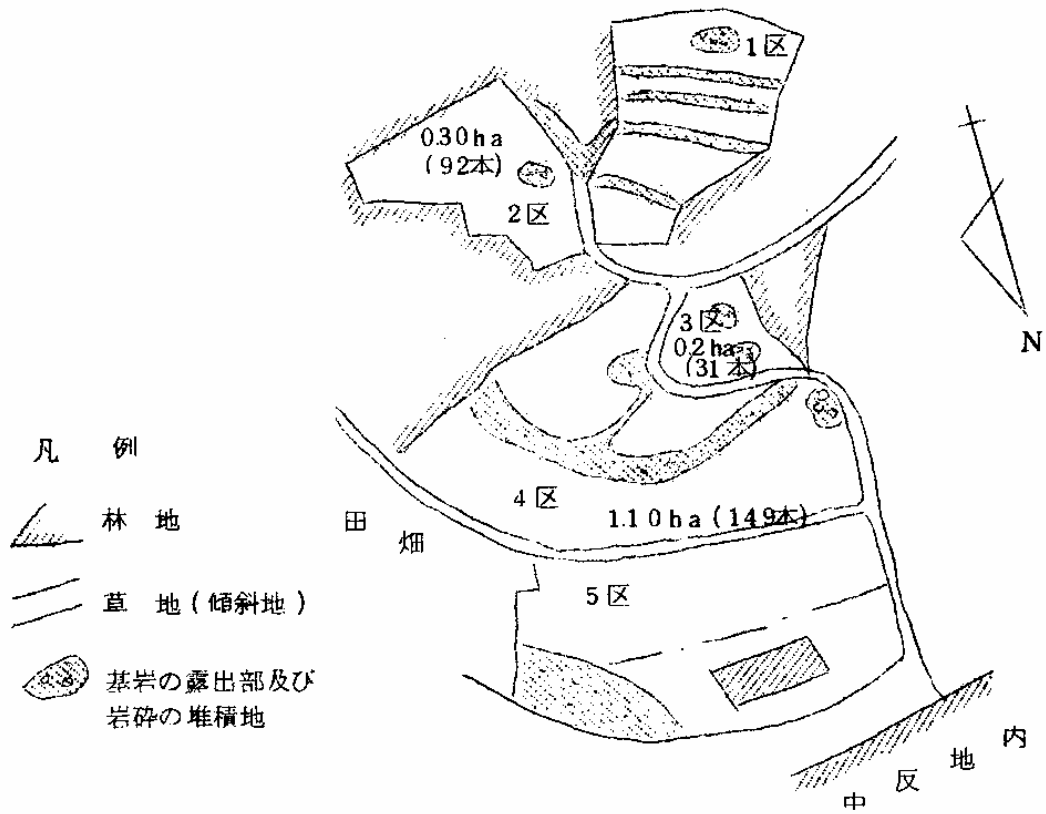 1区
0.30ha
(92本)
2区
3区
0.2ha
(31本)
N
4区
1.10ha(149本)
田畑
5区
凡例
林地
草地(傾斜地)
基岩の露出部及び
岩砕の堆積地
中反地内